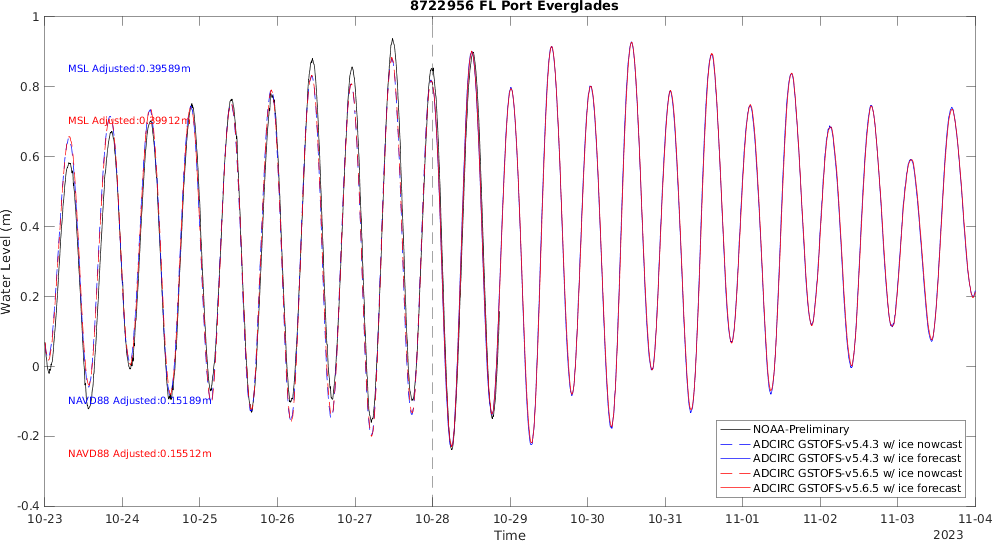 8722956 FL Port Everglades
1
0.8
0.6
0.4
0.2
0
-0.2
-0.4
Water Level (m)
MSL Adjusted:0.39589m
MSL Adjusted:0.39912m
NAVD88 Adjusted:0.15189m
NAVD88 Adjusted:0.15512m
NOAA-Preliminary
ADCIRC GSTOFS-v5.4.3 w/ ice nowcast
ADCIRC GSTOFS-v5.4.3 w/ ice forecast
ADCIRC GSTOFS-v5.6.5 w/ ice nowcast
ADCIRC GSTOFS-v5.6.5 w/ ice forecast
10-23 10-24 10-25 10-26 10-27 10-28 10-29 10-30 10-31 11-01 11-02 11-03 11-04
Time
2023